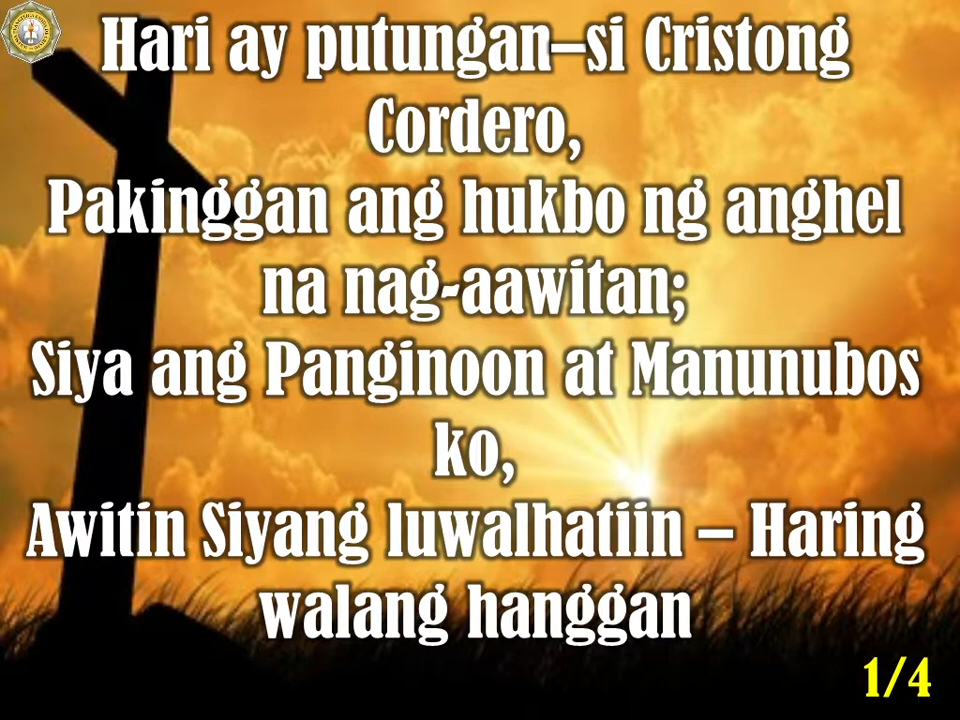 Hari ay putungan–si Cristong
Cordero,
Pakinggan ang hukbo ng anghel
na nag-aawitan;
Siya ang Panginoon at Manunubos
ko,
Awitin Siyang luwalhatiin – Haring
walang hanggan
1/4